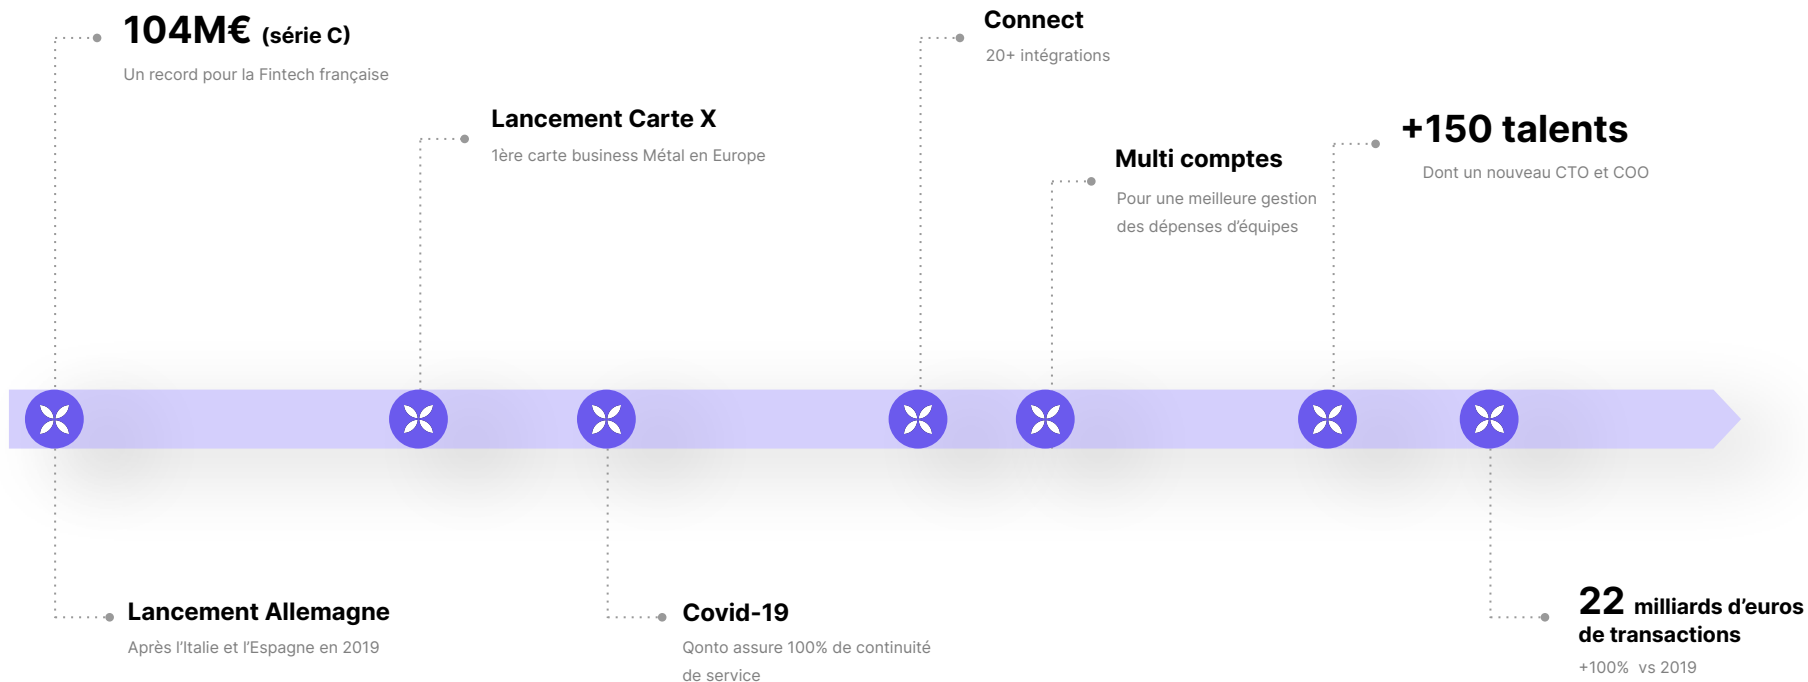 104M€ (série C)
Un record pour la Fintech française
Lancement Carte X
1ère carte business Métal en Europe
Connect
20+ intégrations
Multi comptes
Pour une meilleure gestion
des dépenses d’équipes
+150 talents
Dont un nouveau CTO et COO
Lancement Allemagne
Après l’Italie et l’Espagne en 2019
Covid-19
Qonto assure 100% de continuité
de service
22 milliards d’euros
de transactions
+100% vs 2019